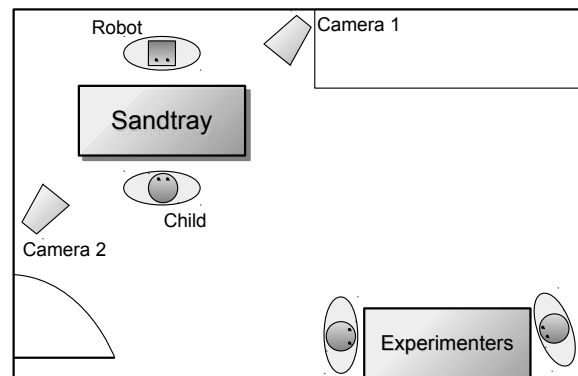 Robot
Camera 1
Sandtray
Child
Camera 2
Experimenters